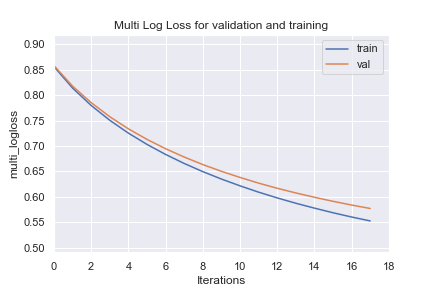 Multi Log Loss for validation and training
0.90
0.85
0.80
0.75
0.70
0.65
0.60
0.55
0.50
multi_logloss
train
val
0 2 4 6 8 10 12 14 16 18
Iterations